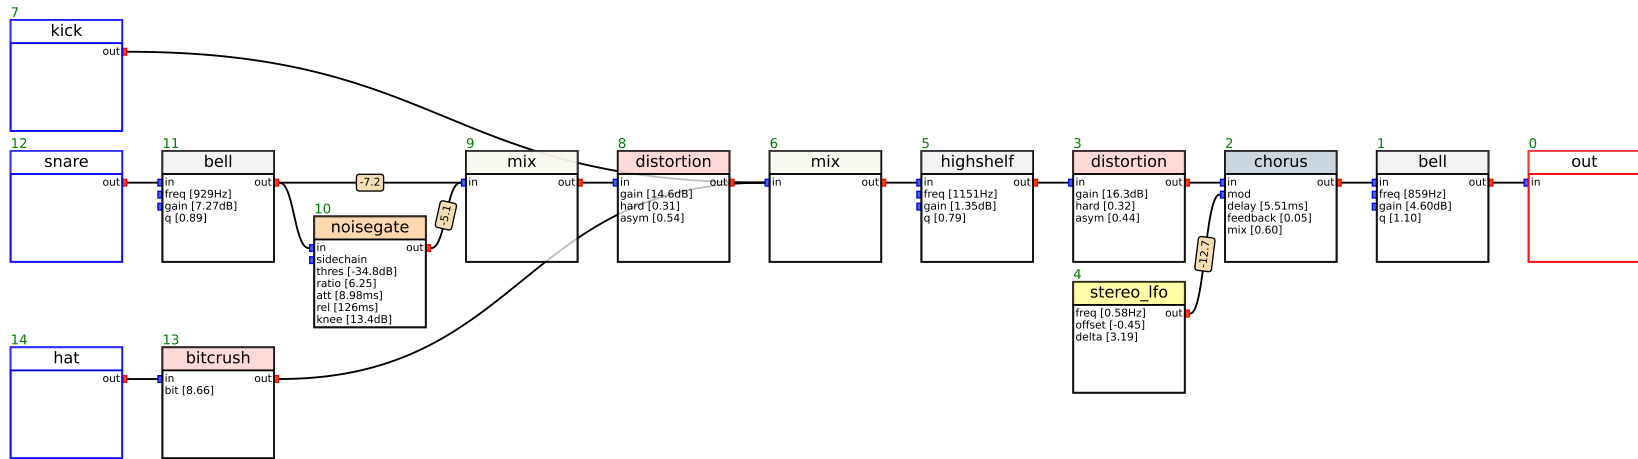 7
kick
out
12
snare
out
11
bell
in
out
freq [929Hz]
gain [7.27dB]
q [0.89]
-7.2
10
noisegate
in
out
sidechain
thres [-34.8dB]
ratio [6.25]
att [8.98ms]
rel [126ms]
knee [13.4dB]
-5.1
9
mix
in
out
8
distortion
in
out
gain [14.6dB]
hard [0.31]
asym [0.54]
6
mix
in
out
5
highshelf
in
out
freq [1151Hz]
gain [1.35dB]
q [0.79]
3
distortion
in
out
gain [16.3dB]
hard [0.32]
asym [0.44]
4
stereo_lfo
freq [0.58Hz]
out
offset [-0.45]
delta [3.19]
-12.7
2
chorus
in
out
mod
delay [5.51ms]
feedback [0.05]
mix [0.60]
1
bell
in
out
freq [859Hz]
gain [4.60dB]
q [1.10]
0
out
in
14
hat
out
13
bitcrush
in
out
bit [8.66]